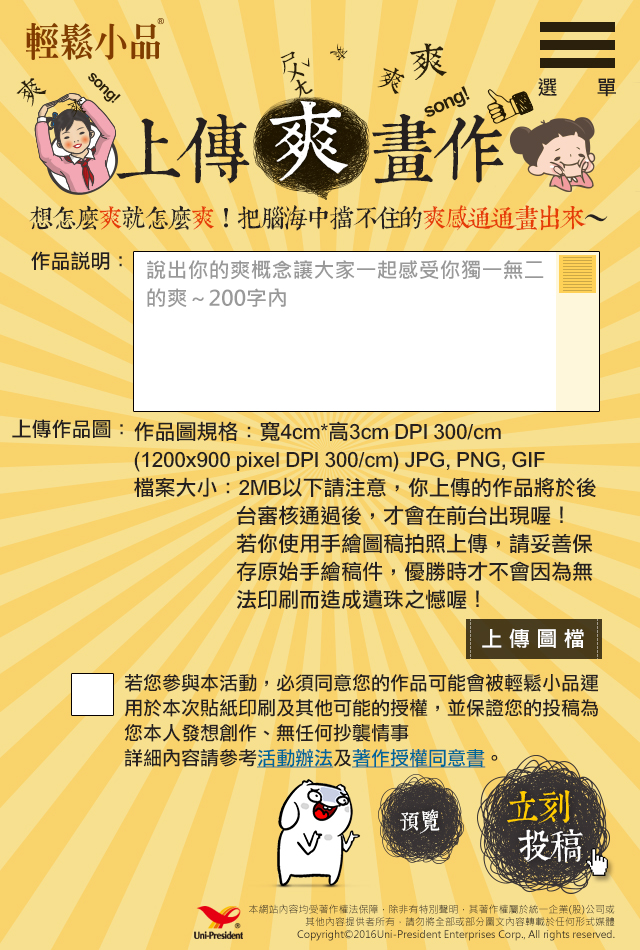 輕鬆小品®
選單
爽
song!
爽
爽
song!
上傳爽畫作
想怎麼爽就怎麼爽！把腦海中擋不住的爽感通通畫出來～
作品說明：
說出你的爽概念讓大家一起感受你獨一無二
的爽～200字內
上傳作品圖：
作品圖規格：寬4cm*高3cm DPI 300/cm
(1200x900 pixel DPI 300/cm) JPG, PNG, GIF
檔案大小：2MB以下請注意，你上傳的作品將於後
台審核通過後，才會在前台出現喔！
若你使用手繪圖稿拍照上傳，請妥善保
存原始手繪稿件，優勝時才不會因為無
法印刷而造成遺珠之憾喔！
上傳圖檔
若您參與本活動，必須同意您的作品可能會被輕鬆小品運
用於本次貼紙印刷及其他可能的授權，並保證您的投稿為
您本人發想創作、無任何抄襲情事
詳細內容請參考活動辦法及著作授權同意書。
預覽
立刻
投稿
Uni-President
本網站內容均受著作權法保障，除非有特別聲明，其著作權屬於統一企業(股)公司或
其他內容提供者所有，請勿將全部或部分圖文內容轉載於任何形式媒體
Copyright©2016Uni-President Enterprises Corp, All rights reserved.